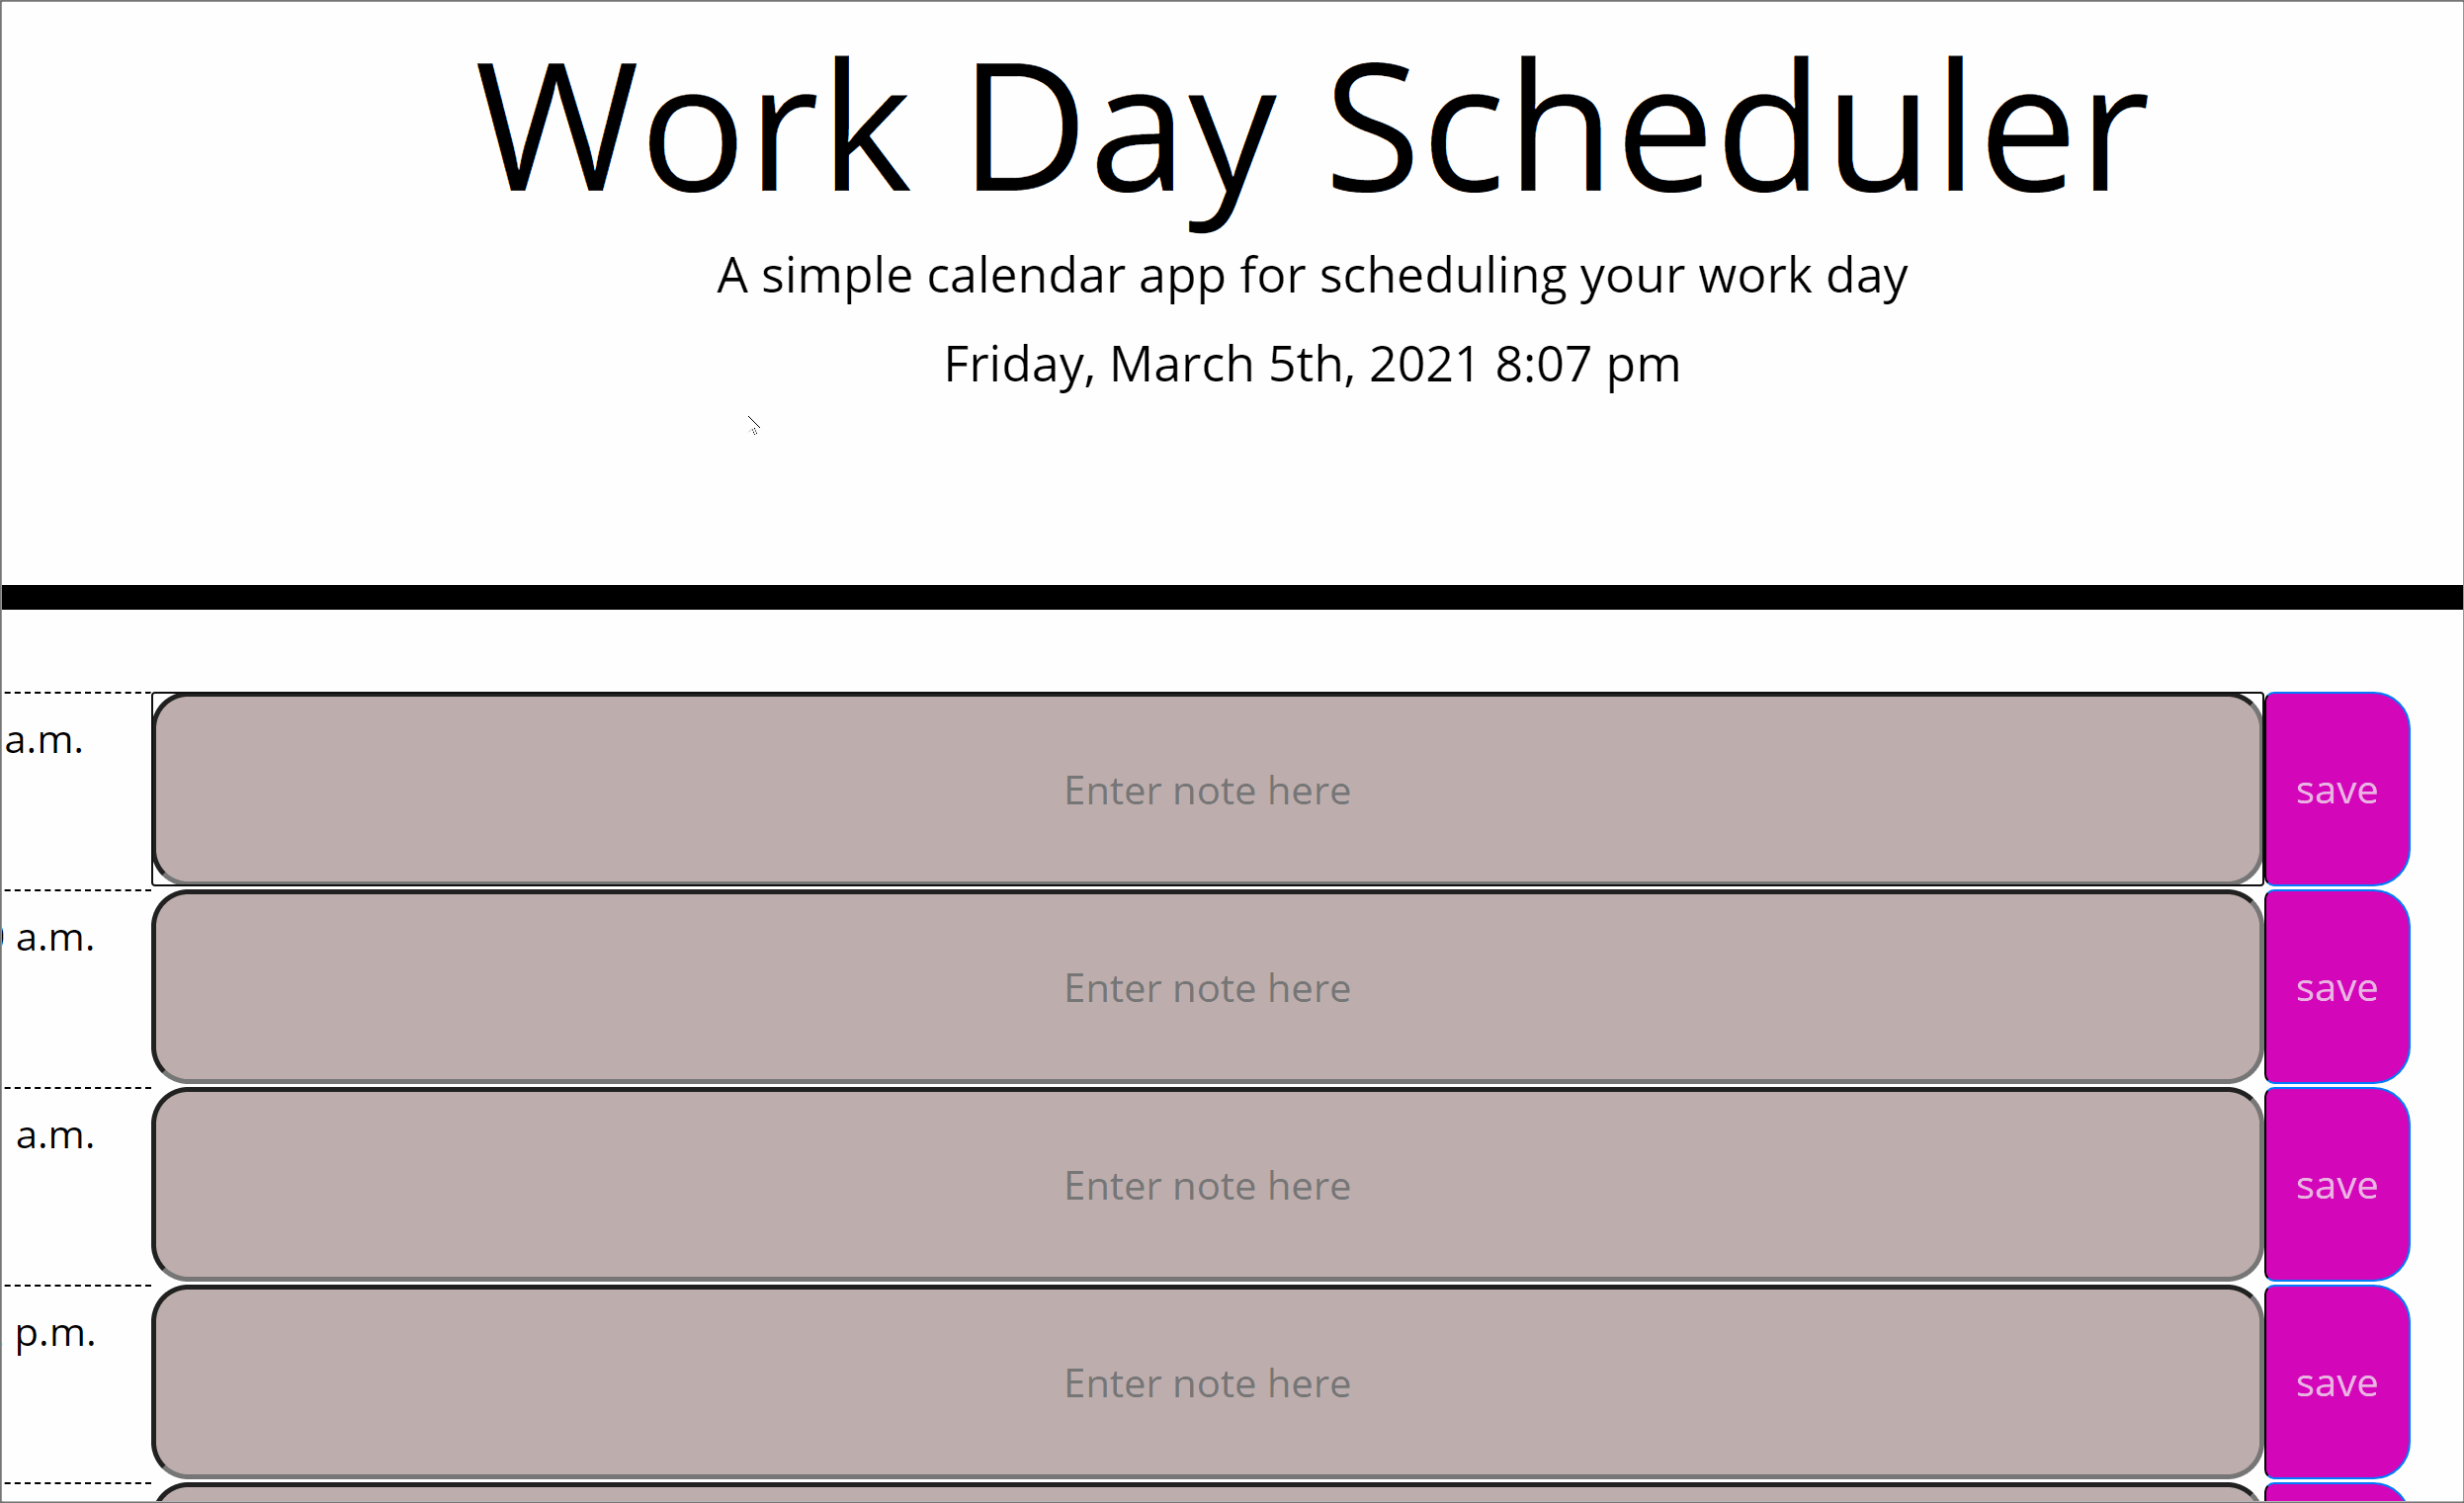 Work Day Scheduler
A simple calendar app for scheduling your work day
Friday, March 5th, 2021 8:07 pm
a.m.
Enter note here
save
a.m.
Enter note here
save
a.m.
Enter note here
save
p.m.
Enter note here
save